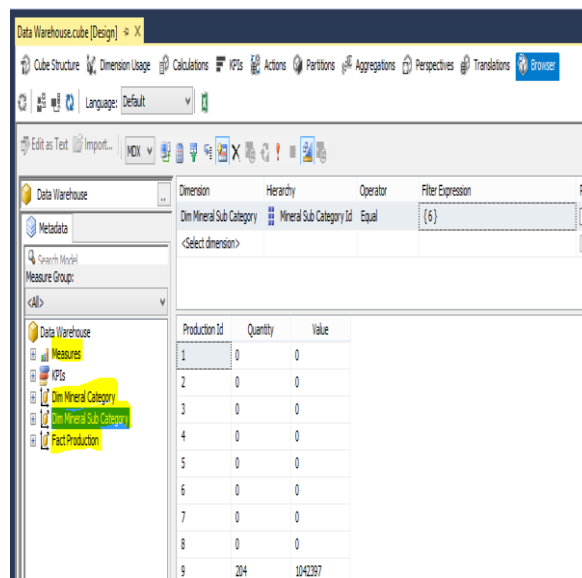 Data Warehouse.cube [Design] X
Cube Structure Dimension Usage Calculations KPIs Actions Partitions Aggregations Perspectives Translations Browser
Language: Default
Edit as Text Import... MDX
Data Warehouse ..
Metadata
Search Model
Measure Group:
<All>
Data Warehouse
Measures
KPIs
Dim Mineral Category
Dim Mineral Sub Category
Fact Production
Dimension Hierarchy Operator Filter Expression
Dim Mineral Sub Category Mineral Sub Category Id Equal {6}
<Select dimension>
Production Id Quantity Value
1 0 0
2 0 0
3 0 0
4 0 0
5 0 0
6 0 0
7 0 0
8 0 0
9 204 1042397